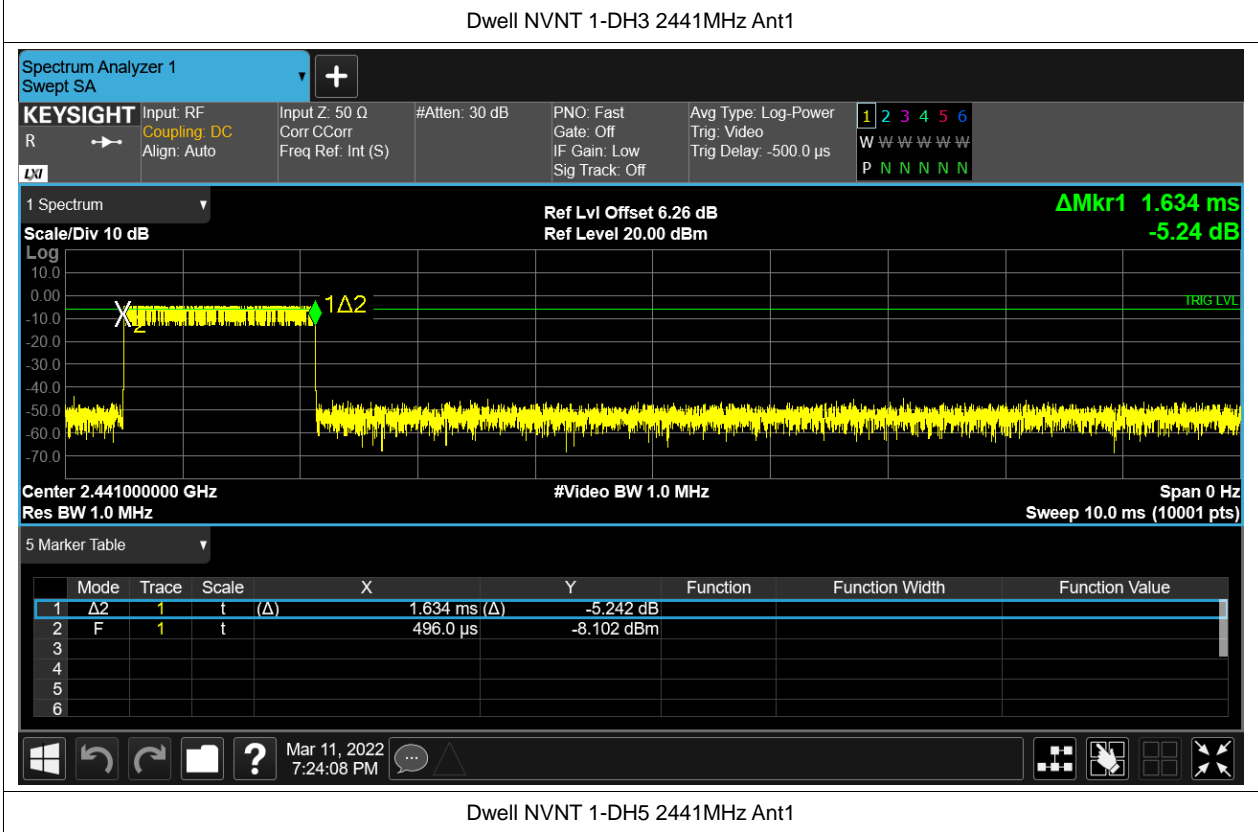 Dwell NVNT 1-DH3 2441MHz Ant1
Spectrum Analyzer 1
Swept SA
KEYSIGHT Input: RF Input Z: 50 Ω #Atten: 30 dB PNO: Fast Avg Type: Log-Power 1 2 3 4 5 6
R Coupling: DC Corr CCorr Gate: Off Trig: Video W W W W W W
Align: Auto Freq Ref: Int (S) IF Gain: Low Trig Delay: -500.0 µs
LXI Sig Track: Off P N N N N N
1 Spectrum
Ref Lvl Offset 6.26 dB ΔMkr1 1.634 ms
Scale/Div 10 dB Ref Level 20.00 dBm -5.24 dB
Log
10.0
0.00
1Δ2 TRIG LVL
-10.0
2
-20.0
-30.0
-40.0
-50.0
-60.0
-70.0
Center 2.441000000 GHz #Video BW 1.0 MHz Span 0 Hz
Res BW 1.0 MHz Sweep 10.0 ms (10001 pts)
5 Marker Table
Mode Trace Scale X Y Function Function Width Function Value
1 Δ2 1 t (Δ) 1.634 ms (Δ) -5.242 dB
2 F 1 t 496.0 µs -8.102 dBm
3
4
5
6
? Mar 11, 2022
7:24:08 PM
Dwell NVNT 1-DH5 2441MHz Ant1